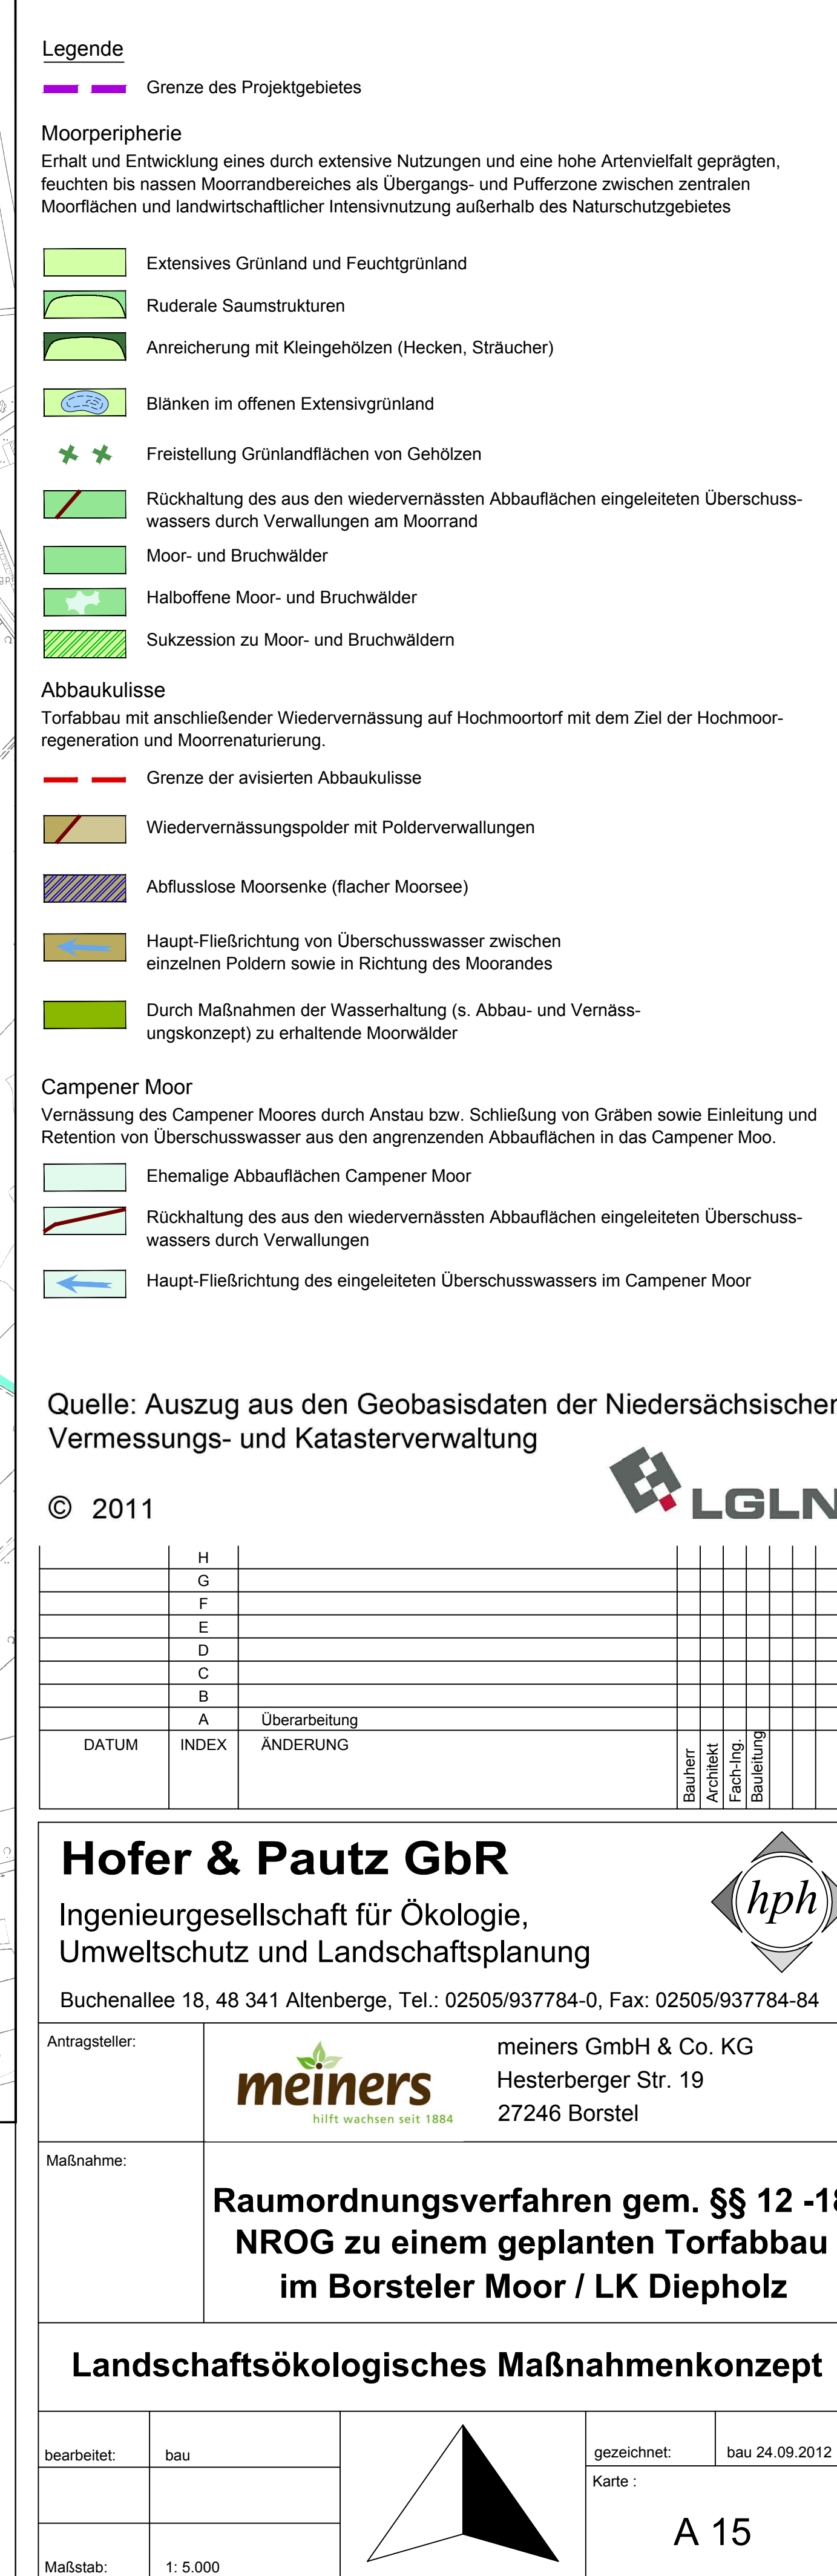 Legende
Grenze des Projektgebietes
Moorperipherie
Erhalt und Entwicklung eines durch extensive Nutzungen und eine hohe Artenvielfalt geprägten,
feuchten bis nassen Moorrandbereiches als Übergangs- und Pufferzone zwischen zentralen
Moorflächen und landwirtschaftlicher Intensivnutzung außerhalb des Naturschutzgebietes
Extensives Grünland und Feuchtgrünland
Ruderale Saumstrukturen
Anreicherung mit Kleingehölzen (Hecken, Sträucher)
Blänken im offenen Extensivgrünland
Freistellung Grünlandflächen von Gehölzen
Rückhaltung des aus den wiedervernässten Abbauflächen eingeleiteten Überschuss-
wassers durch Verwallungen am Moorrand
Moor- und Bruchwälder
Halboffene Moor- und Bruchwälder
Sukzession zu Moor- und Bruchwäldern
Abbaukulisse
Torfabbau mit anschließender Wiedervernässung auf Hochmoortorf mit dem Ziel der Hochmoor-
regeneration und Moorrenaturierung.
Grenze der avisierten Abbaukulisse
Wiedervernässungspolder mit Polderverwallungen
Abflusslose Moorsenke (flacher Moorsee)
Haupt-Fließrichtung von Überschusswasser zwischen
einzelnen Poldern sowie in Richtung des Moorandes
Durch Maßnahmen der Wasserhaltung (s. Abbau- und Vernäss-
ungskonzept) zu erhaltende Moorwälder
Campener Moor
Vernässung des Campener Moores durch Anstau bzw. Schließung von Gräben sowie Einleitung und
Retention von Überschusswasser aus den angrenzenden Abbauflächen in das Campener Moo.
Ehemalige Abbauflächen Campener Moor
Rückhaltung des aus den wiedervernässten Abbauflächen eingeleiteten Überschuss-
wassers durch Verwallungen
Haupt-Fließrichtung des eingeleiteten Überschusswassers im Campener Moor
Quelle: Auszug aus den Geobasisdaten der Niedersächsischen
Vermessungs- und Katasterverwaltung
© 2011
LGLN
H
G
F
E
D
C
B
A Überarbeitung
DATUM INDEX ÄNDERUNG Bauherr Architekt Fach-Ing. Bauleitung
Hofer & Pautz GbR
Ingenieurgesellschaft für Ökologie,
Umweltschutz und Landschaftsplanung
hph
Buchenallee 18, 48 341 Altenberge, Tel.: 02505/937784-0, Fax: 02505/937784-84
Antragsteller:
meiners
hilft wachsen seit 1884
meiners GmbH & Co. KG
Hesterberger Str. 19
27246 Borstel
Maßnahme:
Raumordnungsverfahren gem. §§ 12 -18
NROG zu einem geplanten Torfabbau
im Borsteler Moor / LK Diepholz
Landschaftsökologisches Maßnahmenkonzept
bearbeitet: bau
gezeichnet: bau 24.09.2012
Karte :
A 15
Maßstab: 1: 5.000